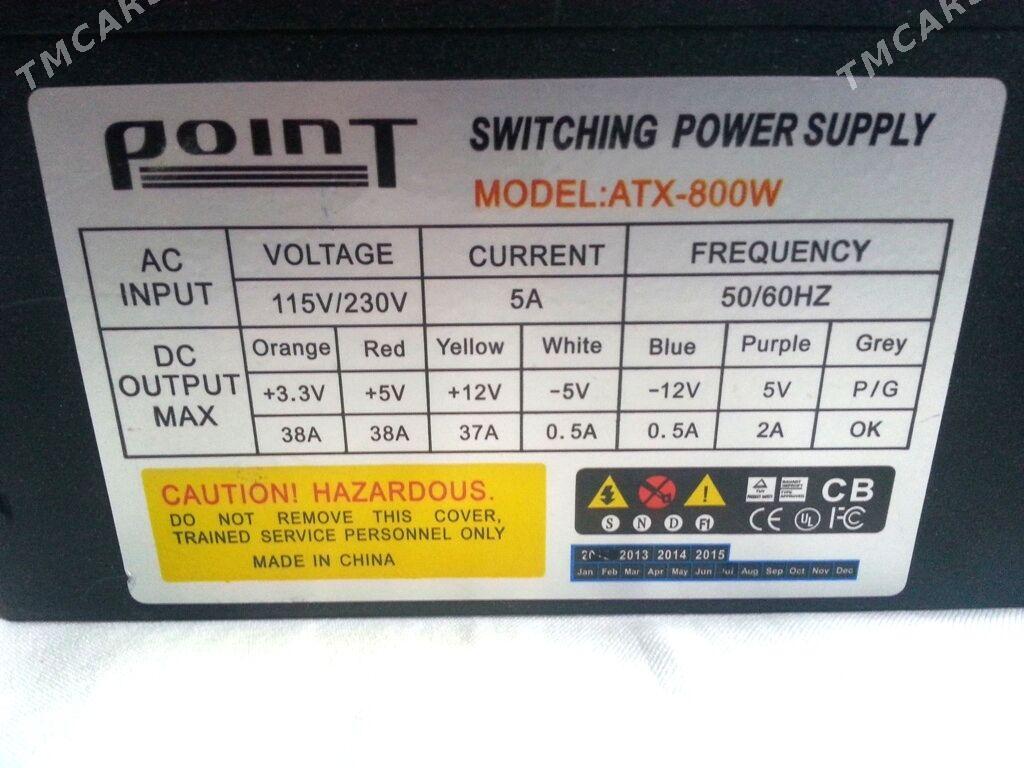 TMCARS
TMCARS
POINT
SWITCHING POWER SUPPLY
MODEL:ATX-800W
AC INPUT
VOLTAGE CURRENT FREQUENCY
115V/230V 5A 50/60HZ
DC OUTPUT MAX
Orange Red Yellow White Blue Purple Grey
+3.3V +5V +12V -5V -12V 5V P/G
38A 38A 37A 0.5A 0.5A 2A OK
CAUTION! HAZARDOUS.
DO NOT REMOVE THIS COVER,
TRAINED SERVICE PERSONNEL ONLY
MADE IN CHINA
CB
S N D FI
CE UL FC
2013 2014 2015
Jan Feb Mar Apr May Jun Jul Aug Sep Oct Nov Dec